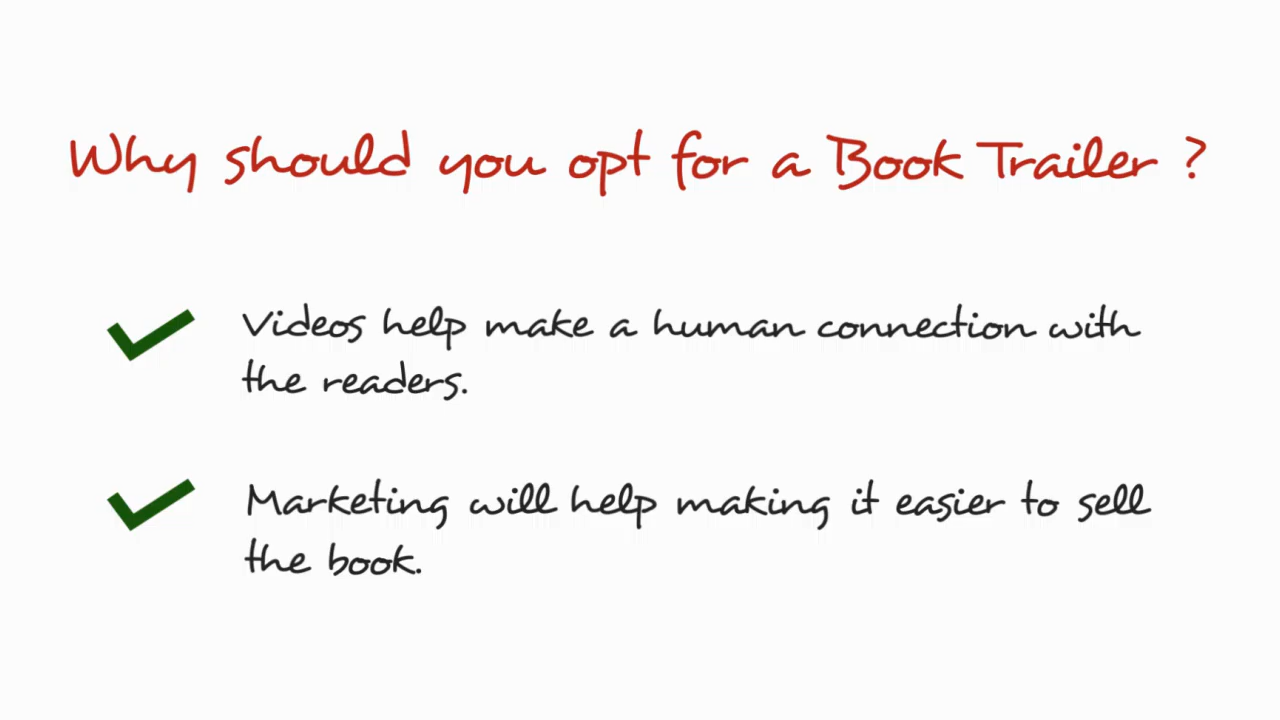 Why should you opt for a Book Trailer ?
Videos help make a human connection with
the readers.
Marketing will help making it easier to sell
the book.